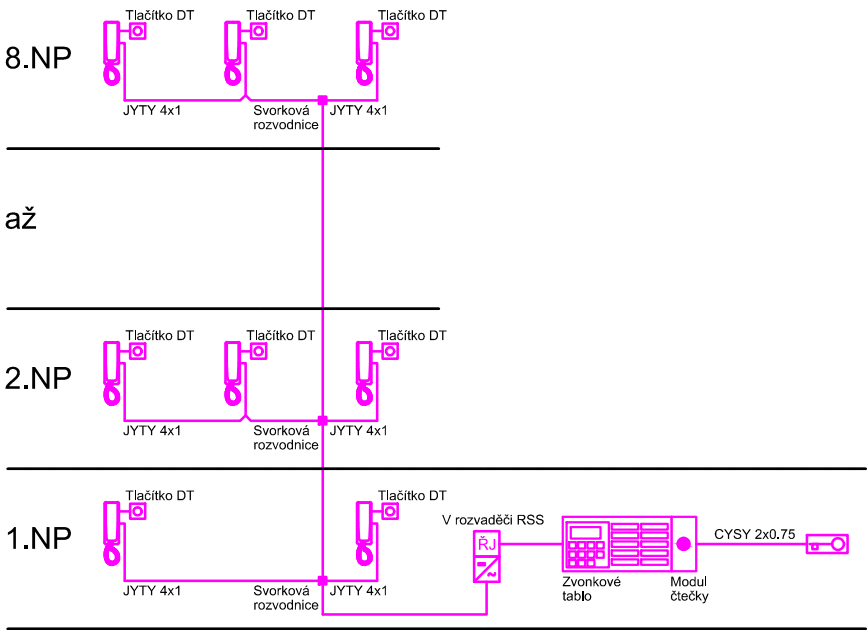 Tlačítko DT
Tlačítko DT
Tlačítko DT
8.NP
JYTY 4x1
Svorková
rozvodnice
JYTY 4x1
až
Tlačítko DT
Tlačítko DT
Tlačítko DT
2.NP
JYTY 4x1
Svorková
rozvodnice
JYTY 4x1
Tlačítko DT
Tlačítko DT
1.NP
V rozvaděči RSS
ŘJ
CYSY 2x0.75
JYTY 4x1
Svorková
rozvodnice
JYTY 4x1
Zvonkové
tablo
Modul
čtečky